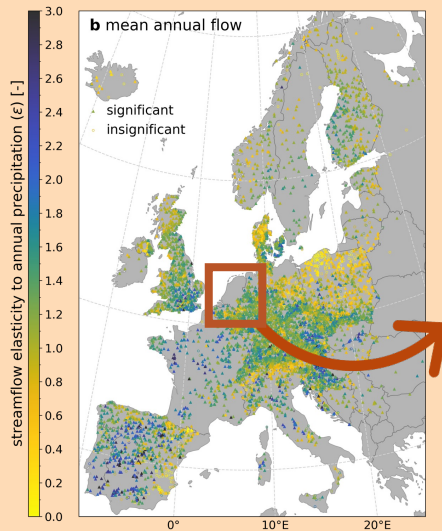 b mean annual flow
significant
insignificant
streamflow elasticity to annual precipitation (ε) [-]
3.0
2.8
2.6
2.4
2.2
2.0
1.8
1.6
1.4
1.2
1.0
0.8
0.6
0.4
0.2
0.0
0°
10°E
20°E